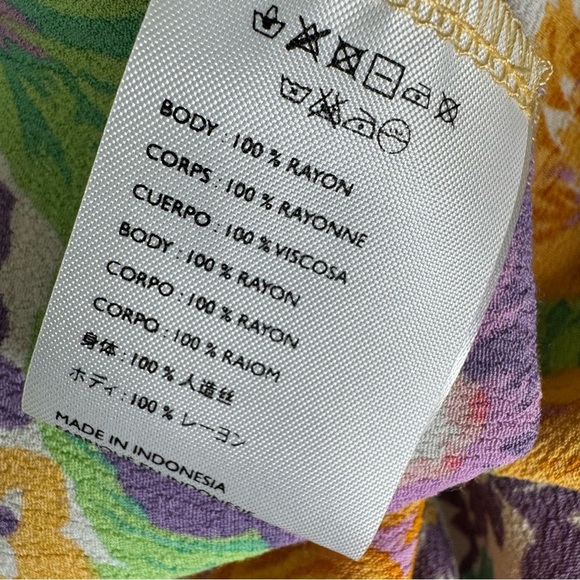 BODY : 100 % RAYON
CORPS : 100 % RAYONNE
CUERPO : 100 % VISCOSA
BODY : 100 % RAYON
CORPO : 100 % RAYON
CORPO : 100 % RAIOM
身体 : 100 % 人造丝
ボディ : 100 % レーヨン
MADE IN INDONESIA
EN